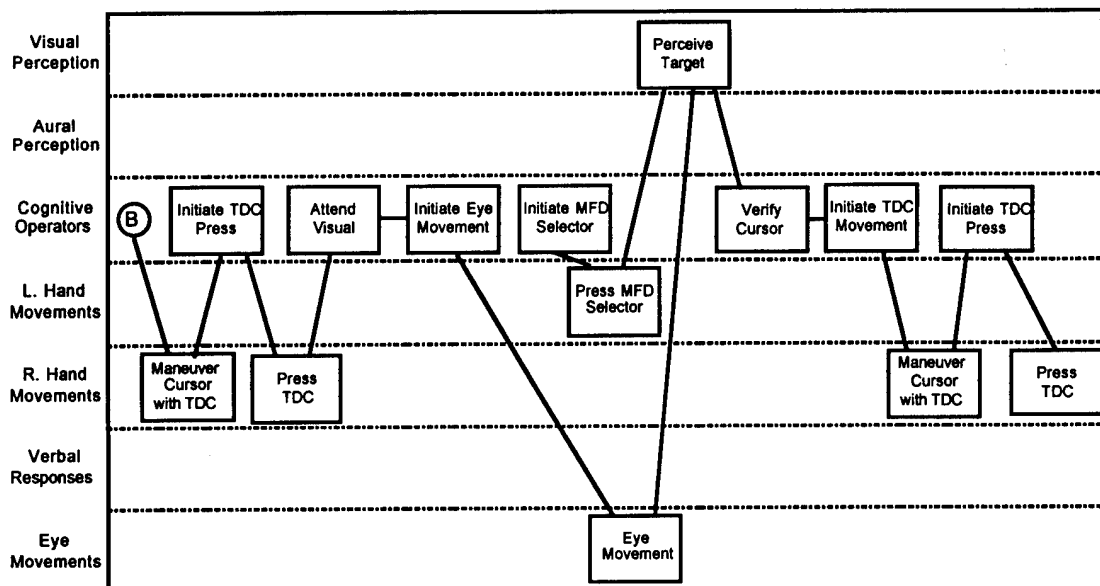 Visual
Perception
Perceive
Target
Aural
Perception
Cognitive
Operators
B
Initiate TDC
Press
Attend
Visual
Initiate Eye
Movement
Initiate MFD
Selector
Verify
Cursor
Initiate TDC
Movement
Initiate TDC
Press
L. Hand
Movements
Press MFD
Selector
R. Hand
Movements
Maneuver
Cursor
with TDC
Press
TDC
Maneuver
Cursor
with TDC
Press
TDC
Verbal
Responses
Eye
Movements
Eye
Movement